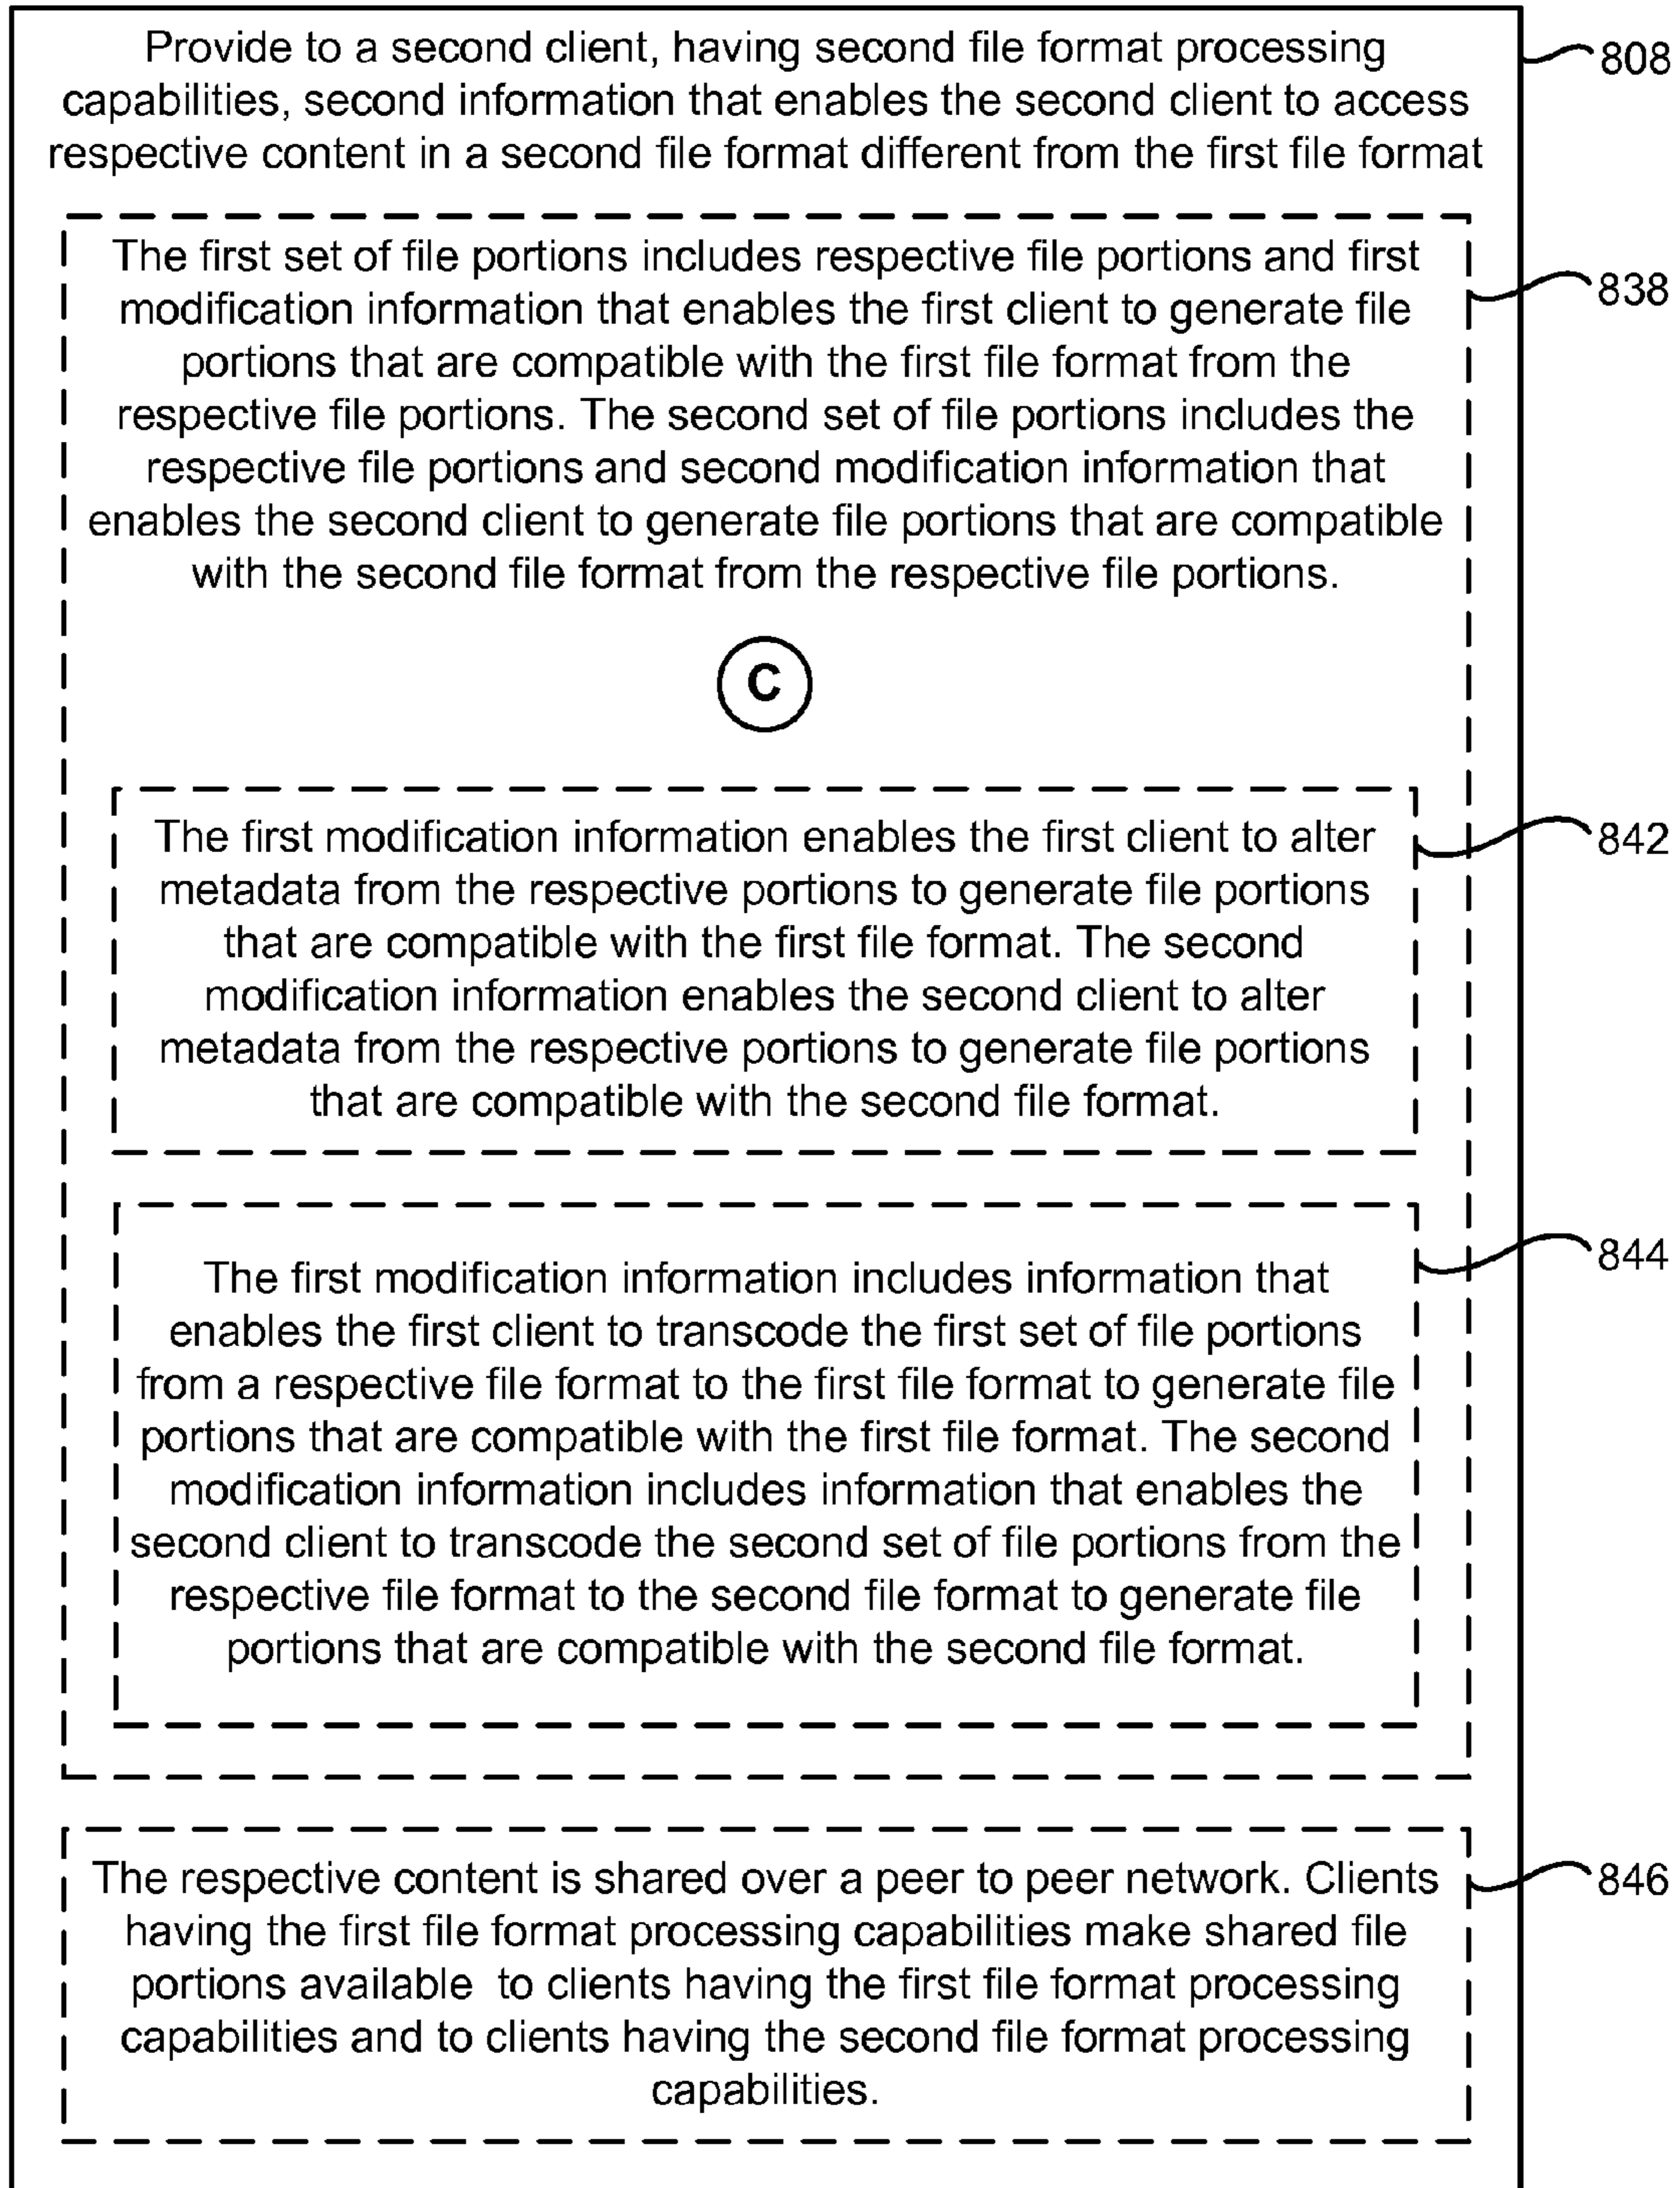 Provide to a second client, having second file format processing
capabilities, second information that enables the second client to access
respective content in a second file format different from the first file format
808
The first set of file portions includes respective file portions and first
modification information that enables the first client to generate file
portions that are compatible with the first file format from the
respective file portions. The second set of file portions includes the
respective file portions and second modification information that
enables the second client to generate file portions that are compatible
with the second file format from the respective file portions.
838
C
The first modification information enables the first client to alter
metadata from the respective portions to generate file portions
that are compatible with the first file format. The second
modification information enables the second client to alter
metadata from the respective portions to generate file portions
that are compatible with the second file format.
842
The first modification information includes information that
enables the first client to transcode the first set of file portions
from a respective file format to the first file format to generate file
portions that are compatible with the first file format. The second
modification information includes information that enables the
second client to transcode the second set of file portions from the
respective file format to the second file format to generate file
portions that are compatible with the second file format.
844
The respective content is shared over a peer to peer network. Clients
having the first file format processing capabilities make shared file
portions available  to clients having the first file format processing
capabilities and to clients having the second file format processing
capabilities.
846